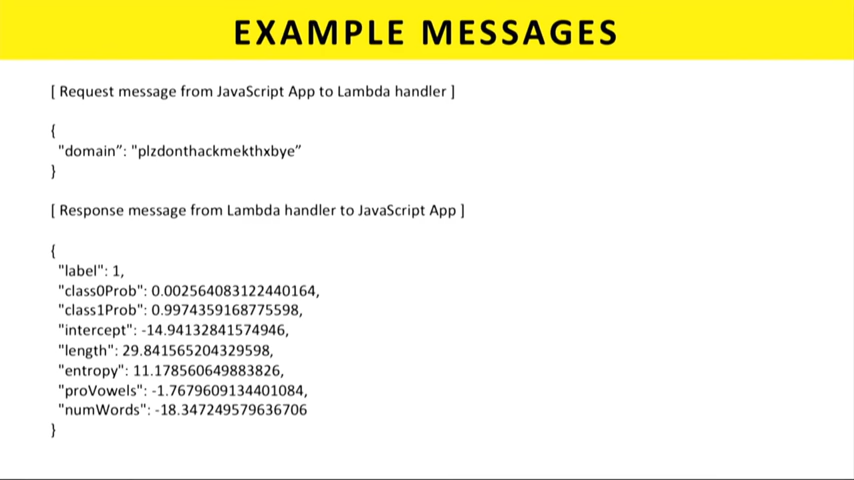 EXAMPLE MESSAGES
[ Request message from JavaScript App to Lambda handler ]
{
"domain”: "plzdonthackmekthxbye”
}
[ Response message from Lambda handler to JavaScript App ]
{
"label": 1,
"class0Prob": 0.002564083122440164,
"class1Prob": 0.9974359168775598,
"intercept": -14.94132841574946,
"length": 29.841565204329598,
"entropy": 11.178560649883826,
"proVowels": -1.7679609134401084,
"numWords": -18.347249579636706
}